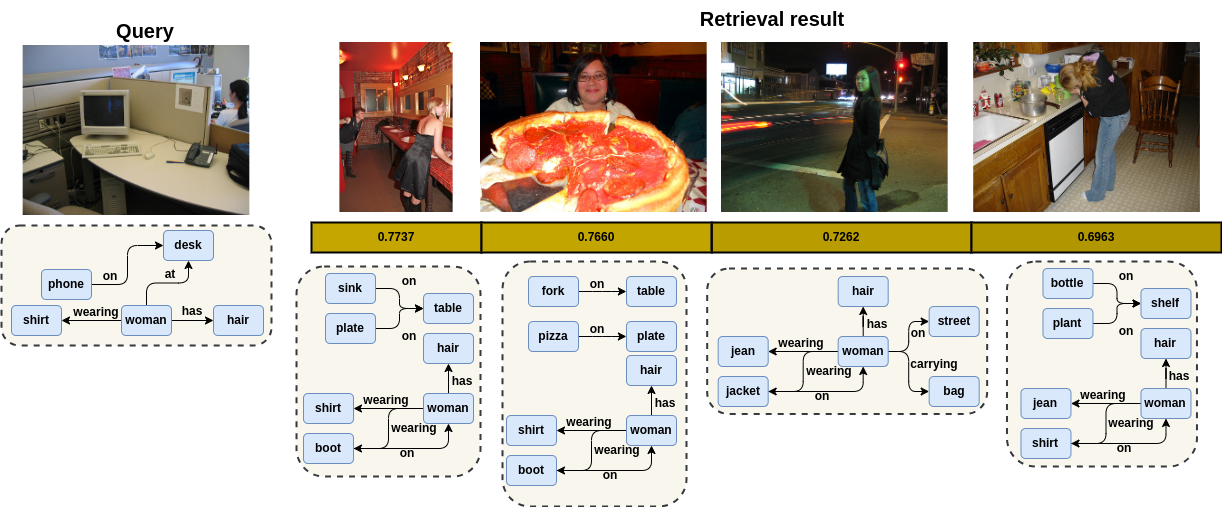 Query
Retrieval result
0.7737
0.7660
0.7262
0.6963
desk
on
at
phone
shirt
wearing
woman
has
hair
sink
on
table
plate
on
hair
has
shirt
wearing
woman
wearing
boot
on
fork
on
table
pizza
on
plate
hair
has
shirt
wearing
woman
wearing
boot
on
hair
has
street
on
jean
wearing
woman
wearing
carrying
jacket
on
bag
bottle
on
shelf
plant
on
hair
has
jean
wearing
woman
wearing
shirt
on